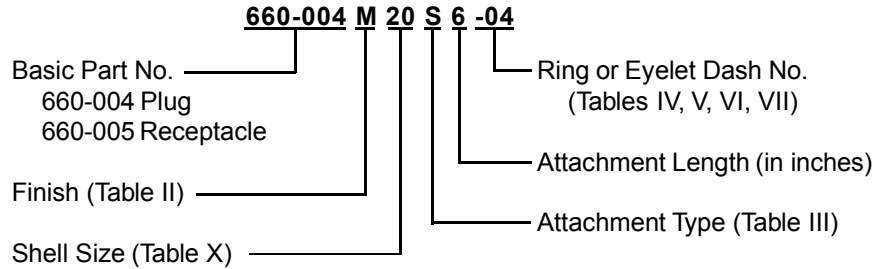 660-004 M 20 S 6 -04
Basic Part No.
660-004 Plug
660-005 Receptacle
Finish (Table II)
Shell Size (Table X)
Ring or Eyelet Dash No.
(Tables IV, V, VI, VII)
Attachment Length (in inches)
Attachment Type (Table III)